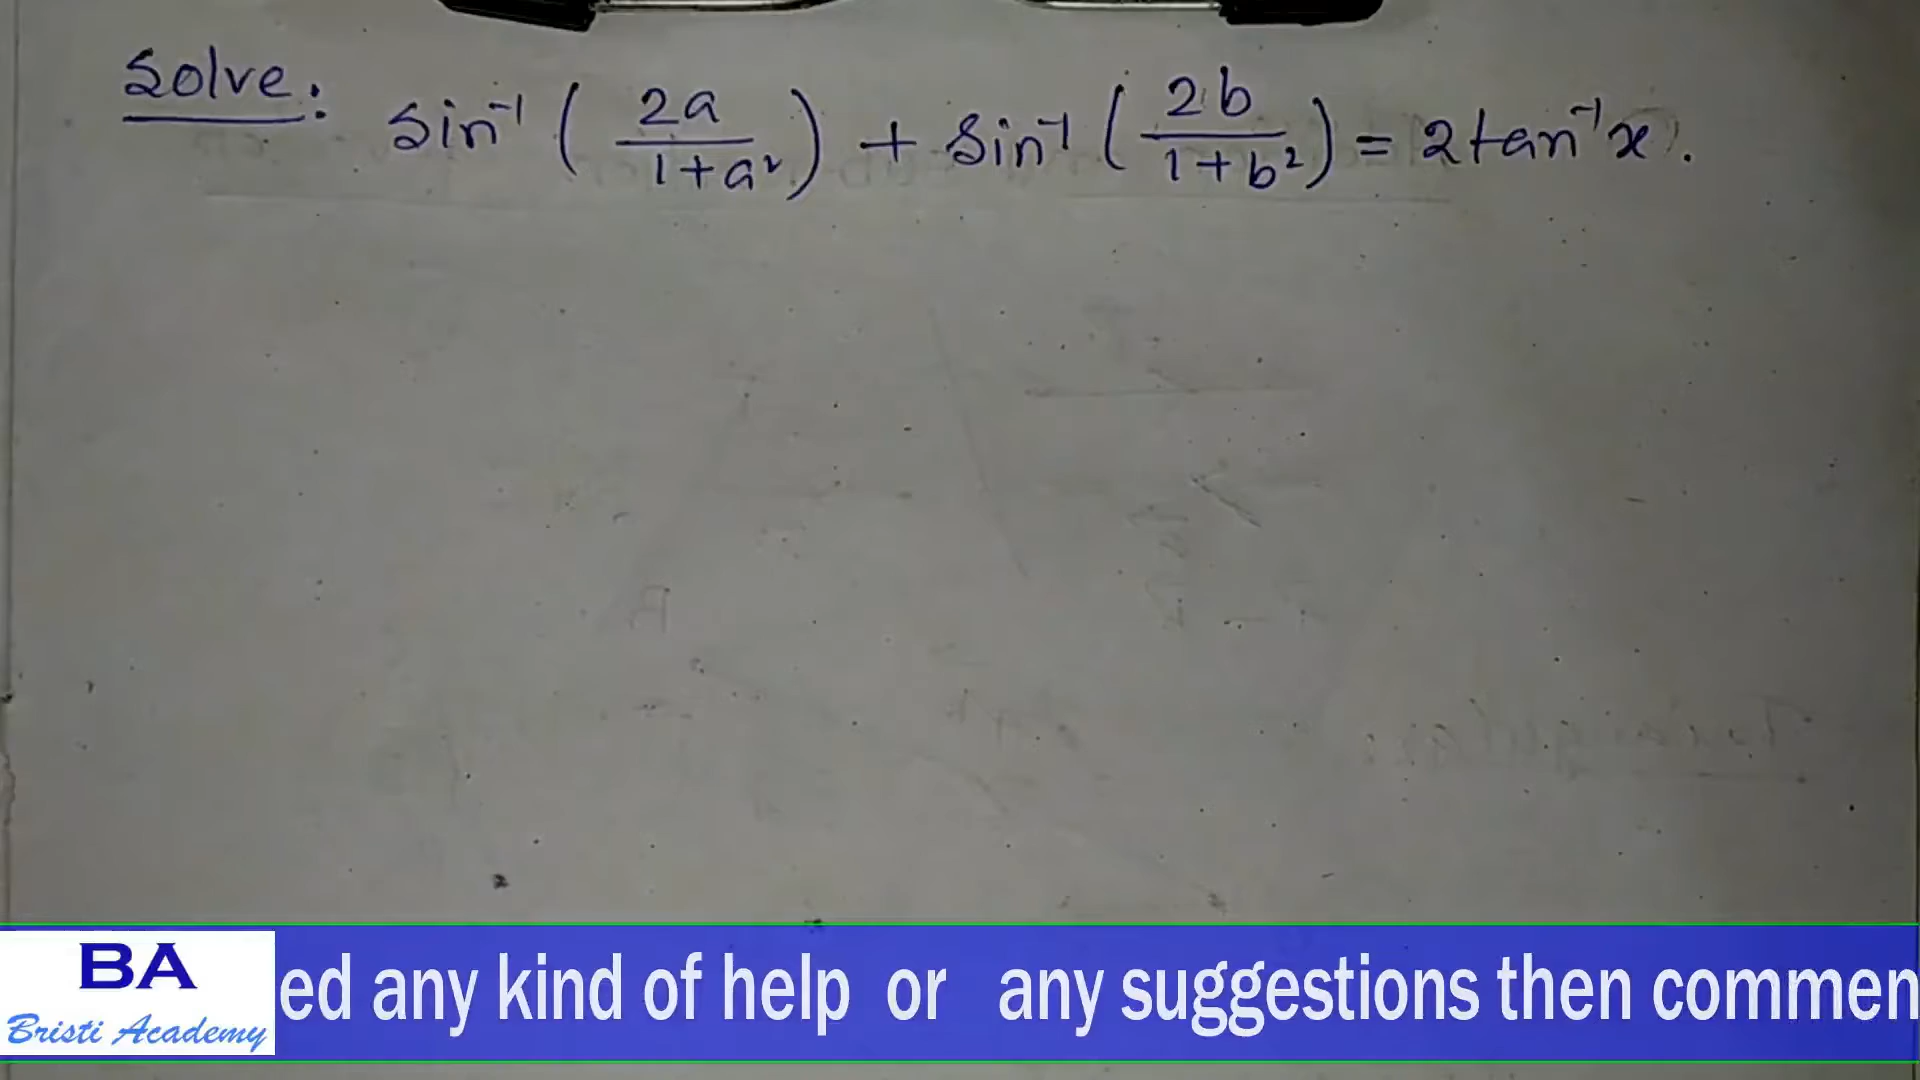 Solve:
sin⁻¹ (2a/1+a²) + sin⁻¹ (2b/1+b²) = 2tan⁻¹x.
BA
Bristi Academy
ed any kind of help or any suggestions then commen